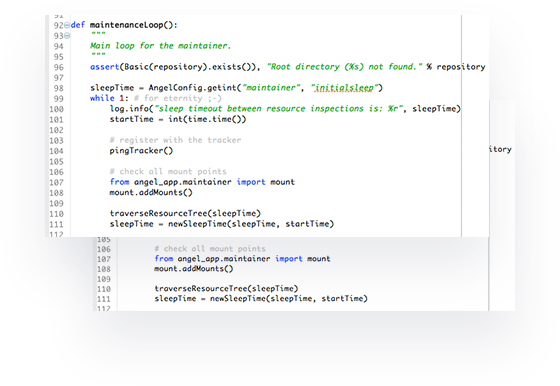 91
92 def maintenanceLoop():
93 """
94 Main loop for the maintainer.
95 """
96 assert(Basic(repository).exists()), "Root directory (%s) not found." % repository
97
98 sleepTime = AngelConfig.getint("maintainer", "initialsleep")
99 while 1: # for eternity ;-)
100 log.info("sleep timeout between resource inspections is: %r", sleepTime)
101 startTime = int(time.time())
102
103 # register with the tracker
104 pingTracker()
105
106 # check all mount points
107 from angel_app.maintainer import mount
108 mount.addMounts()
109
110 traverseResourceTree(sleepTime)
111 sleepTime = newSleepTime(sleepTime, startTime)
112
itory
105
106 # check all mount points
107 from angel_app.maintainer import mount
108 mount.addMounts()
109
110 traverseResourceTree(sleepTime)
111 sleepTime = newSleepTime(sleepTime, startTime)
112